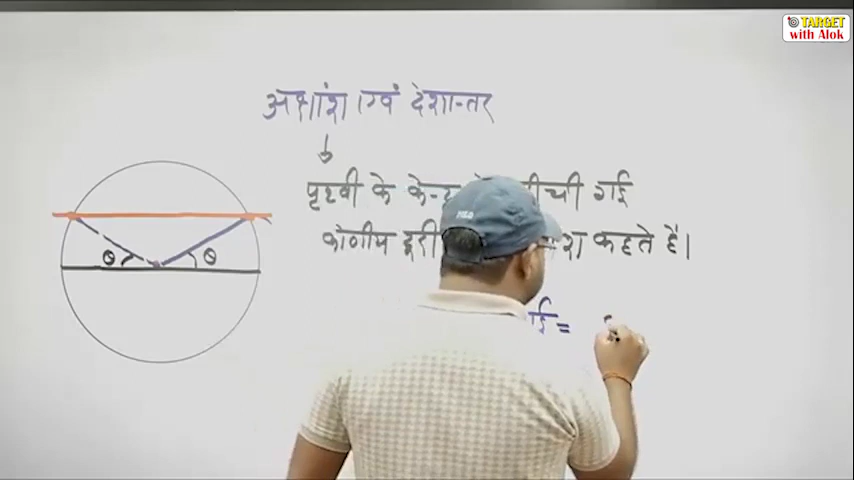 TARGET
with Alok
अक्षांश एवं देशान्तर
पृथ्वी के खींची गई
कोणीय दूरी कहते हैं।
θ θ
=